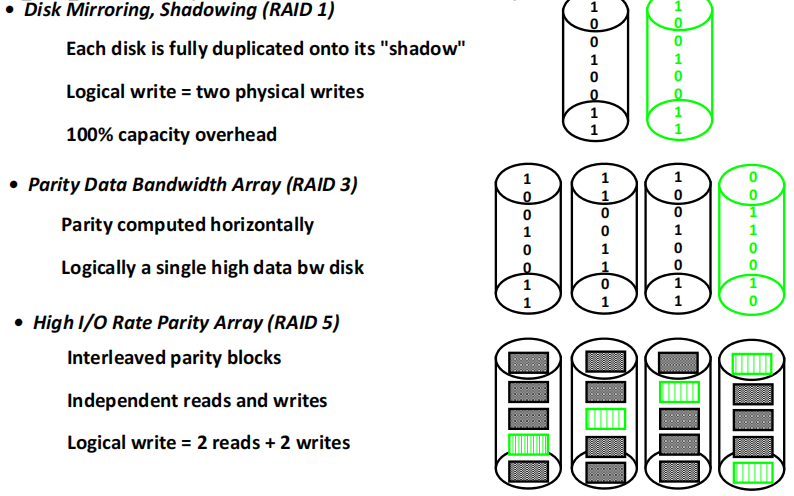 • Disk Mirroring, Shadowing (RAID 1)
Each disk is fully duplicated onto its "shadow"
Logical write = two physical writes
100% capacity overhead
1 1
0 0
0 0
1 1
0 0
0 0
1 1
1 1
• Parity Data Bandwidth Array (RAID 3)
Parity computed horizontally
Logically a single high data bw disk
1 1 1 0
0 1 0 0
0 0 0 1
1 0 1 1
0 1 0 0
0 1 0 0
1 0 1 1
1 1 1 0
• High I/O Rate Parity Array (RAID 5)
Interleaved parity blocks
Independent reads and writes
Logical write = 2 reads + 2 writes